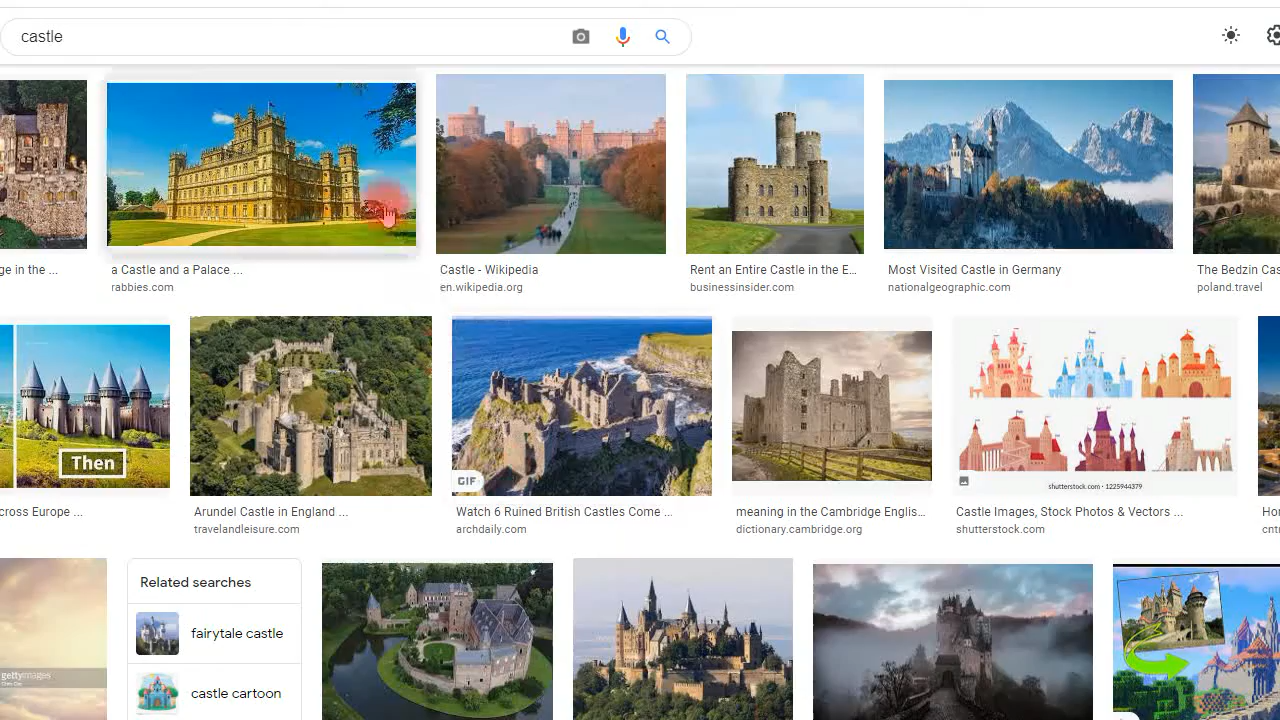 castle
ge in the ...
a Castle and a Palace ...
rabbies.com
Castle - Wikipedia
en.wikipedia.org
Rent an Entire Castle in the E...
businessinsider.com
Most Visited Castle in Germany
nationalgeographic.com
The Bedzin Cas
poland.travel
Then
GIF
shutterstock.com • 1225944379
cross Europe ...
Arundel Castle in England ...
travelandleisure.com
Watch 6 Ruined British Castles Come ...
archdaily.com
meaning in the Cambridge Englis...
dictionary.cambridge.org
Castle Images, Stock Photos & Vectors ...
shutterstock.com
Ho
cnt
Related searches
fairytale castle
castle cartoon
gettyimages